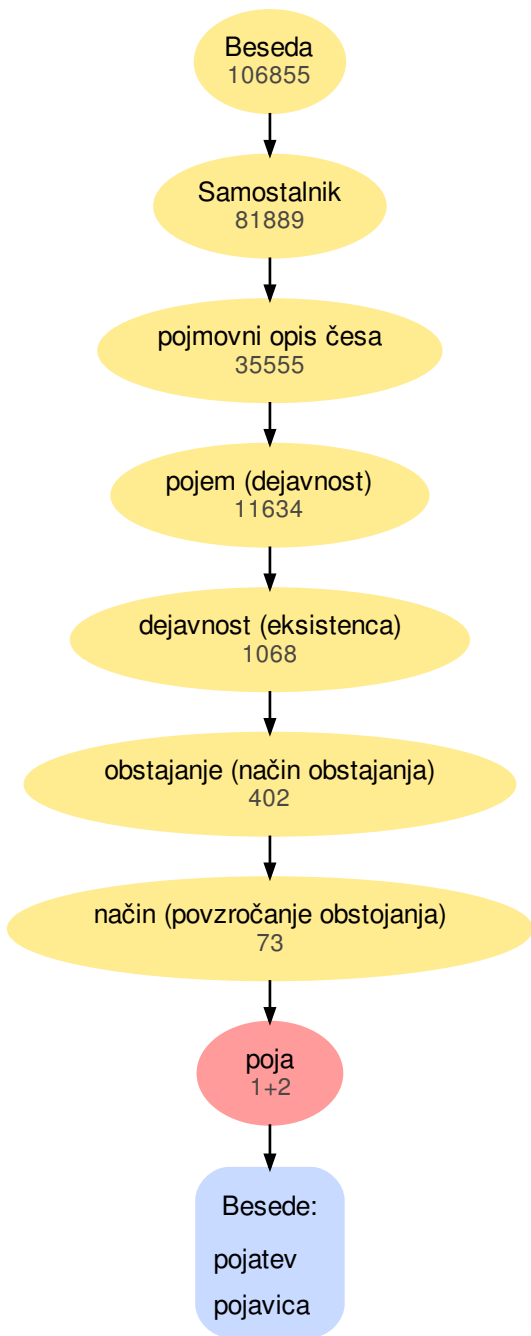 Beseda
106855
Samostalnik
81889
pojmovni opis česa
35555
pojem (dejavnost)
11634
dejavnost (eksistenca)
1068
obstajanje (način obstajanja)
402
način (povzročanje obstojanja)
73
poja
1+2
Besede:
pojatev
pojavica